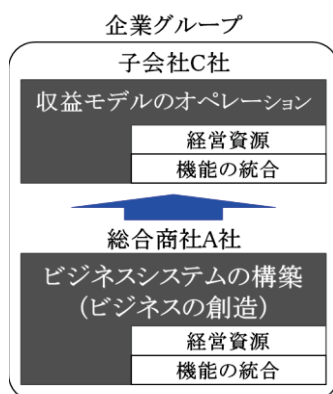 企業グループ
子会社C社
収益モデルのオペレーション
経営資源
機能の統合
総合商社A社
ビジネスシステムの構築
(ビジネスの創造)
経営資源
機能の統合